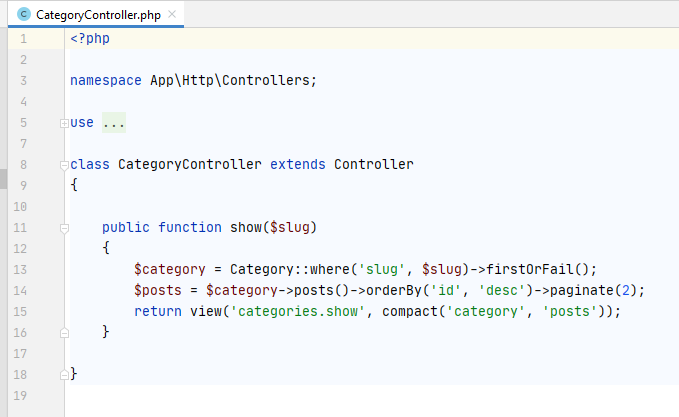 CategoryController.php
1 <?php
2
3 namespace App\Http\Controllers;
4
5 use ...
7
8 class CategoryController extends Controller
9 {
10
11     public function show($slug)
12     {
13         $category = Category::where('slug', $slug)->firstOrFail();
14         $posts = $category->posts()->orderBy('id', 'desc')->paginate(2);
15         return view('categories.show', compact('category', 'posts'));
16     }
17
18 }
19